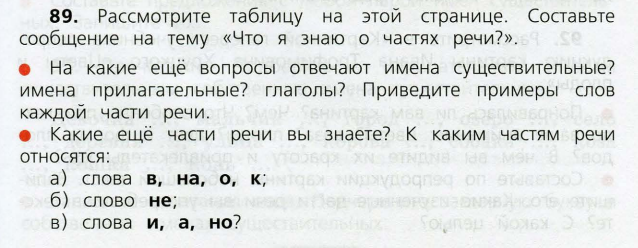 89. Рассмотрите таблицу на этой странице. Составьте
сообщение на тему «Что я знаю о частях речи?».
● На какие ещё вопросы отвечают имена существительные?
имена прилагательные? глаголы? Приведите примеры слов
каждой части речи.
● Какие ещё части речи вы знаете? К каким частям речи
относятся:
а) слова в, на, о, к;
б) слово не;
в) слова и, а, но?